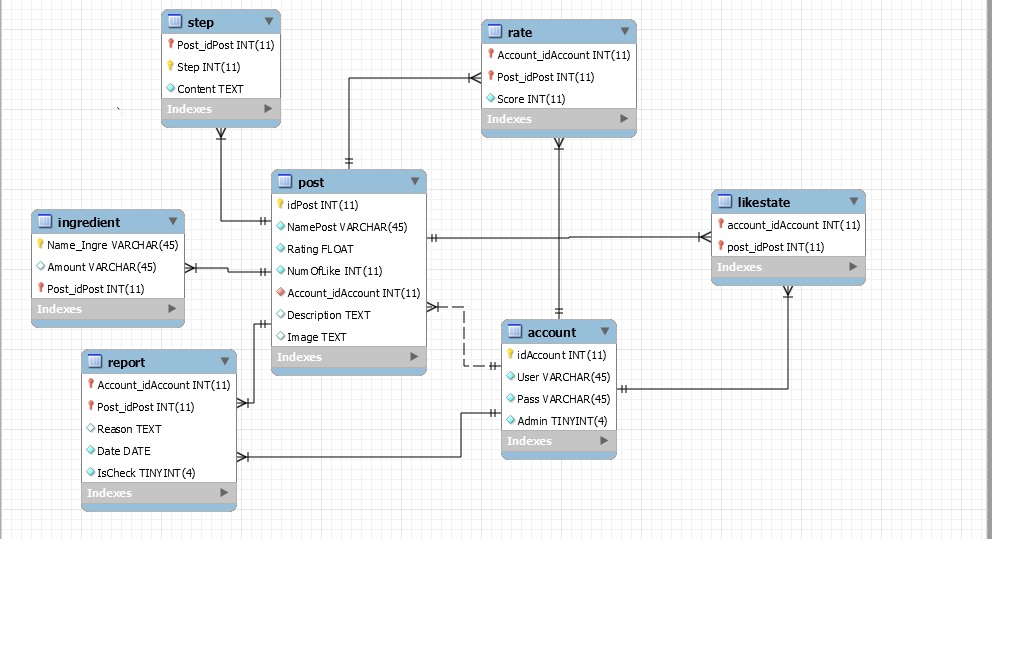 step
Post_idPost INT(11)
Step INT(11)
Content TEXT
Indexes
rate
Account_idAccount INT(11)
Post_idPost INT(11)
Score INT(11)
Indexes
post
idPost INT(11)
NamePost VARCHAR(45)
Rating FLOAT
NumOfLike INT(11)
Account_idAccount INT(11)
Description TEXT
Image TEXT
Indexes
likestate
account_idAccount INT(11)
post_idPost INT(11)
Indexes
ingredient
Name_Ingre VARCHAR(45)
Amount VARCHAR(45)
Post_idPost INT(11)
Indexes
account
idAccount INT(11)
User VARCHAR(45)
Pass VARCHAR(45)
Admin TINYINT(4)
Indexes
report
Account_idAccount INT(11)
Post_idPost INT(11)
Reason TEXT
Date DATE
IsCheck TINYINT(4)
Indexes